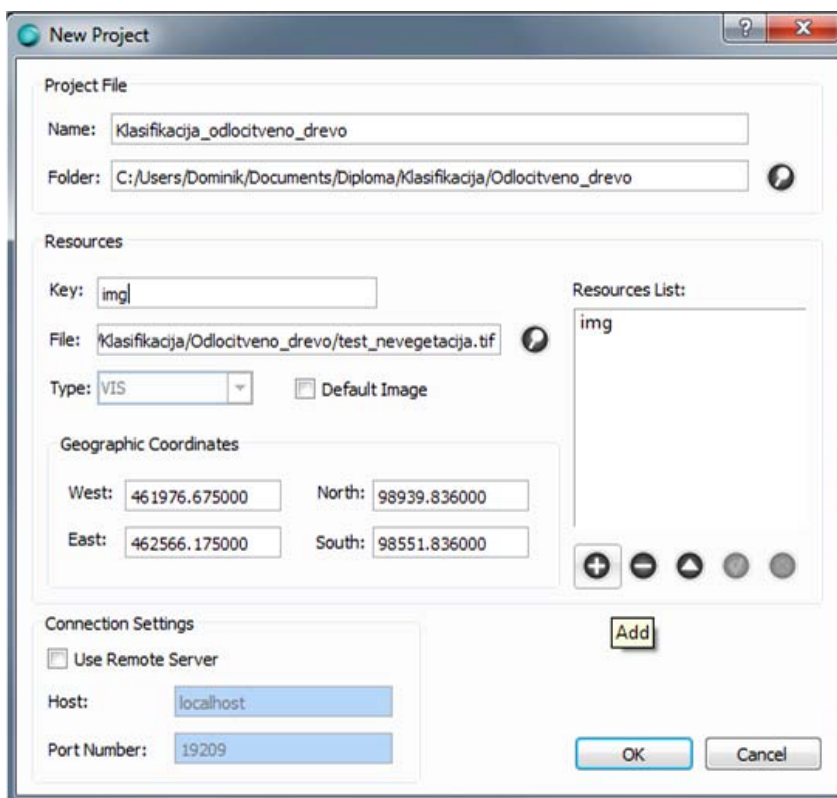 New Project
Project File
Name: Klasifikacija_odlocitveno_drevo
Folder: C:/Users/Dominik/Documents/Diploma/Klasifikacija/Odlocitveno_drevo
Resources
Key: img
File: /Klasifikacija/Odlocitveno_drevo/test_nevegetacija.tif
Type: VIS
Default Image
Resources List:
img
Geographic Coordinates
West: 461976.675000 North: 98939.836000
East: 462566.175000 South: 98551.836000
Add
Connection Settings
Use Remote Server
Host: localhost
Port Number: 19209
OK Cancel